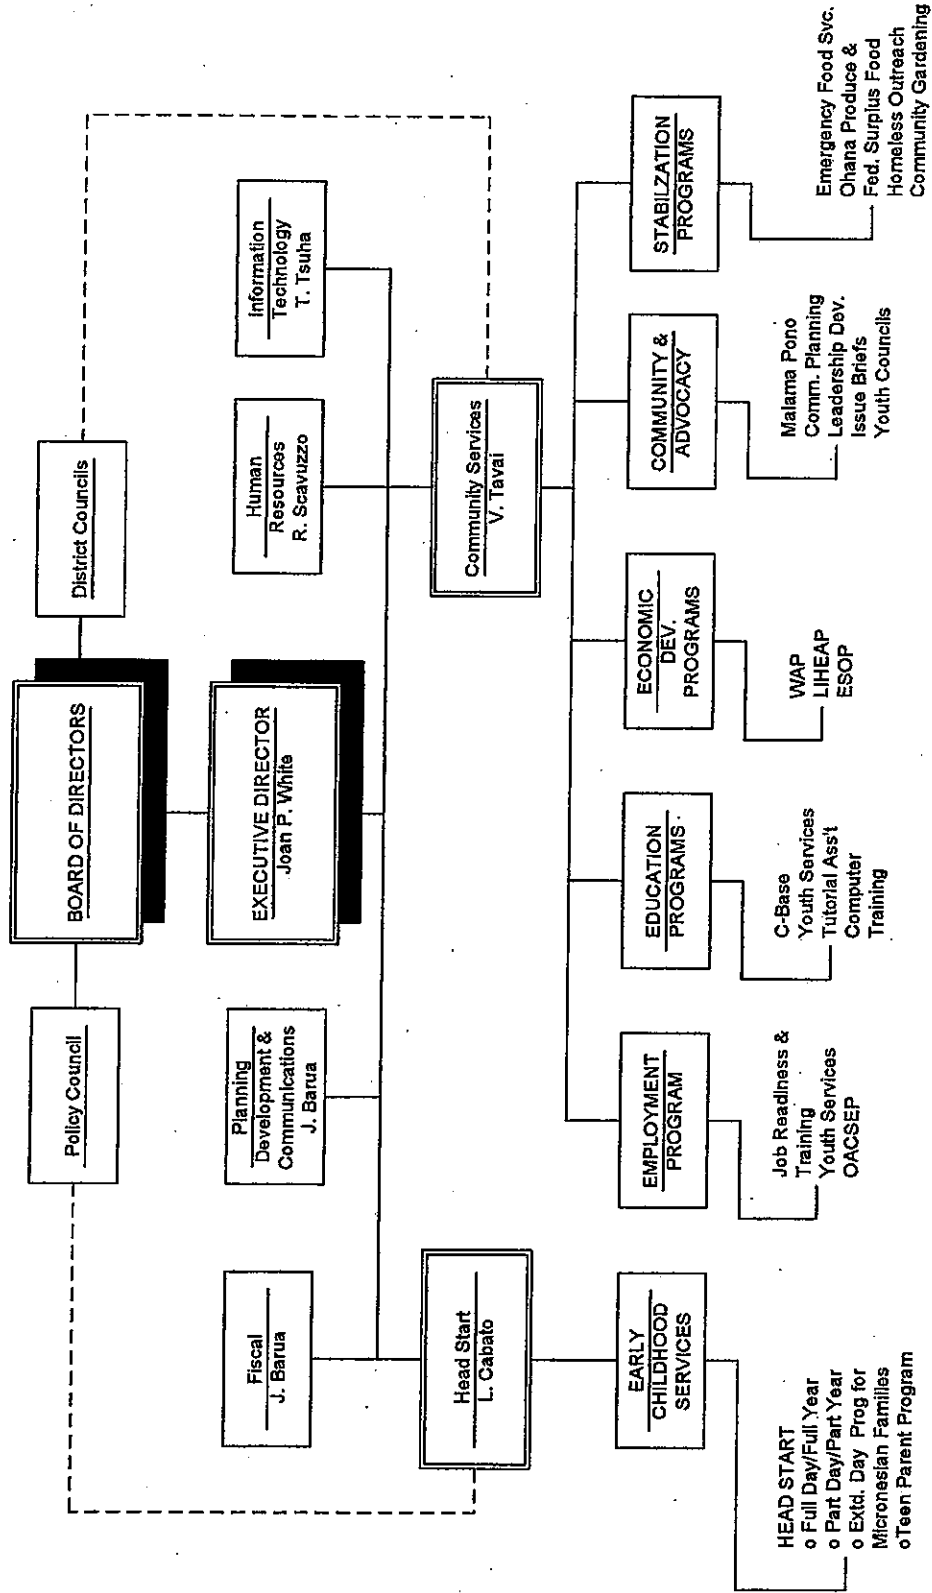 BOARD OF DIRECTORS
Policy Council
District Councils
EXECUTIVE DIRECTOR
Joan P. White
Fiscal
J. Barua
Planning
Development &
Communications
J. Barua
Human
Resources
R. Scavuzzo
Information
Technology
T. Tsuha
Head Start
L. Cabato
Community Services
V. Tavai
EARLY
CHILDHOOD
SERVICES
EMPLOYMENT
PROGRAM
EDUCATION
PROGRAMS
ECONOMIC
DEV.
PROGRAMS
COMMUNITY &
ADVOCACY
STABILZATION
PROGRAMS
HEAD START
o Full Day/Full Year
o Part Day/Part Year
o Extd. Day Prog for
Micronesian Families
o Teen Parent Program
Job Readiness &
Training
Youth Services
OACSEP
C-Base
Youth Services
Tutorial Ass't
Computer
Training
WAP
LIHEAP
ESOP
Malama Pono
Comm. Planning
Leadership Dev.
Issue Briefs
Youth Councils
Emergency Food Svc.
Ohana Produce &
Fed. Surplus Food
Homeless Outreach
Community Gardening